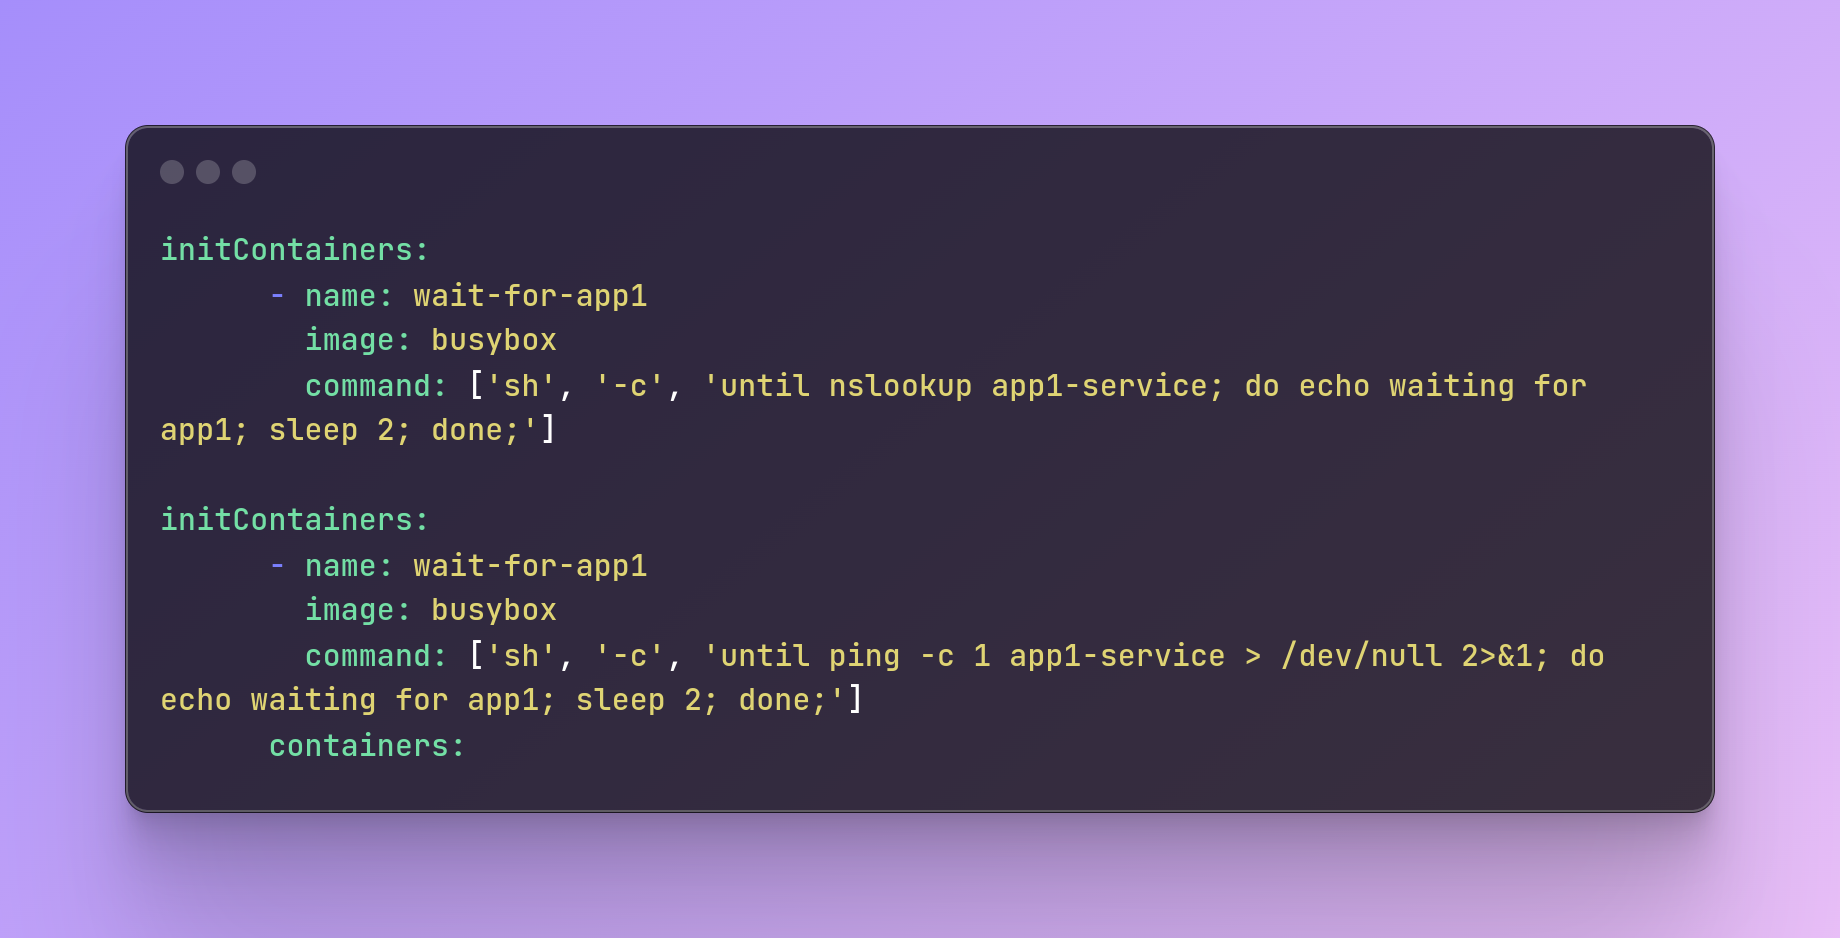 initContainers:
      - name: wait-for-app1
        image: busybox
        command: ['sh', '-c', 'until nslookup app1-service; do echo waiting for
app1; sleep 2; done;']

initContainers:
      - name: wait-for-app1
        image: busybox
        command: ['sh', '-c', 'until ping -c 1 app1-service > /dev/null 2>&1; do
echo waiting for app1; sleep 2; done;']
      containers: